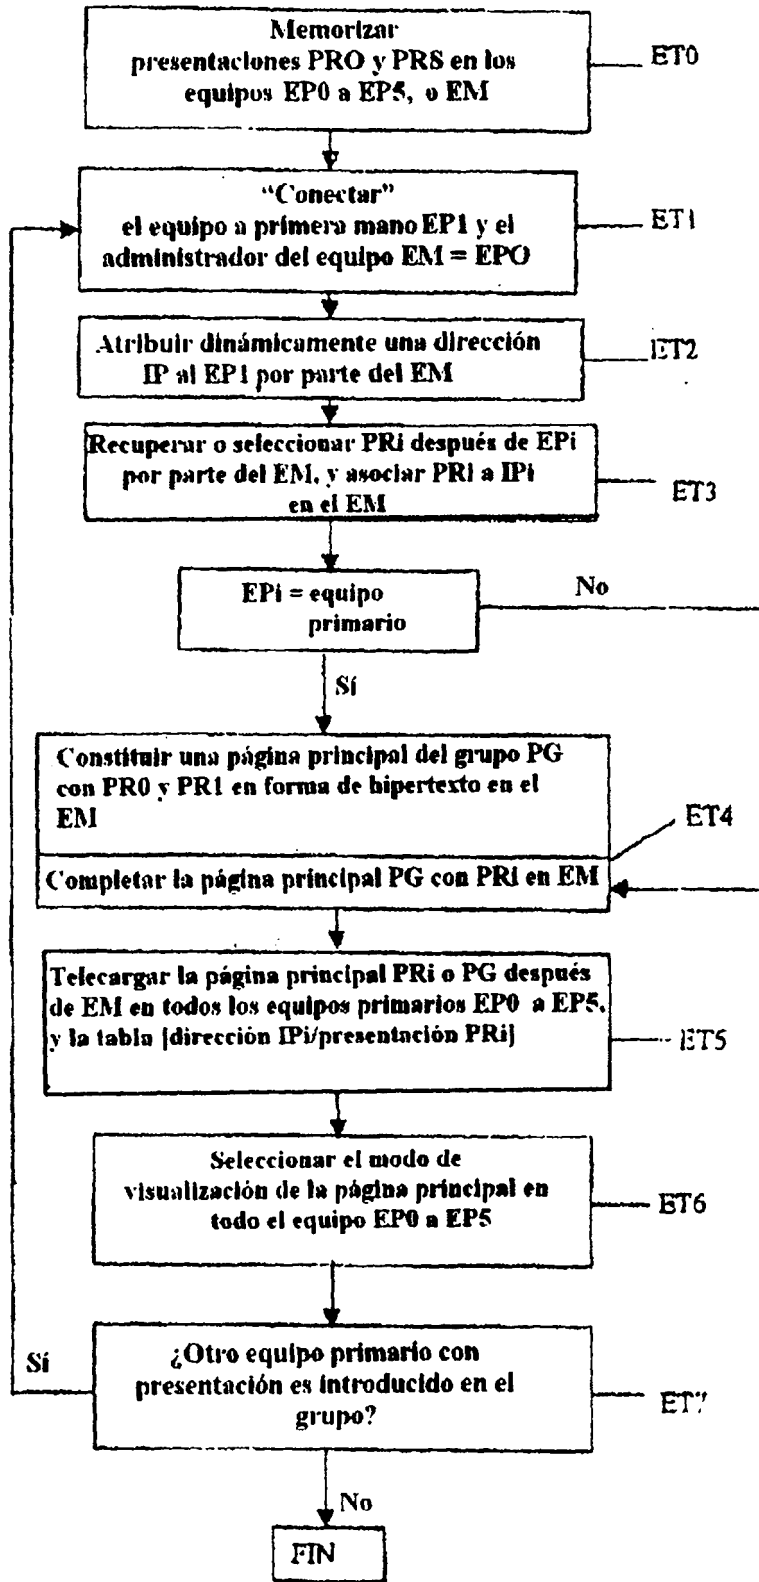 Memorizar
presentaciones PRO y PRS en los
equipos EP0 a EP5, o EM
ET0
“Conectar”
el equipo a primera mano EP1 y el
administrador del equipo EM = EPO
ET1
Atribuir dinámicamente una dirección
IP al EP1 por parte del EM
ET2
Recuperar o seleccionar PRi después de EPi
por parte del EM, y asociar PRi a IPi
en el EM
ET3
EPi = equipo
primario
No
Sí
Constituir una página principal del grupo PG
con PR0 y PR1 en forma de hipertexto en el
EM
ET4
Completar la página principal PG con PRi en EM
Telecargar la página principal PRi o PG después
de EM en todos los equipos primarios EP0 a EP5,
y la tabla [dirección IPi/presentación PRi]
ET5
Seleccionar el modo de
visualización de la página principal en
todo el equipo EP0 a EP5
ET6
Sí
¿Otro equipo primario con
presentación es introducido en el
grupo?
ET7
No
FIN